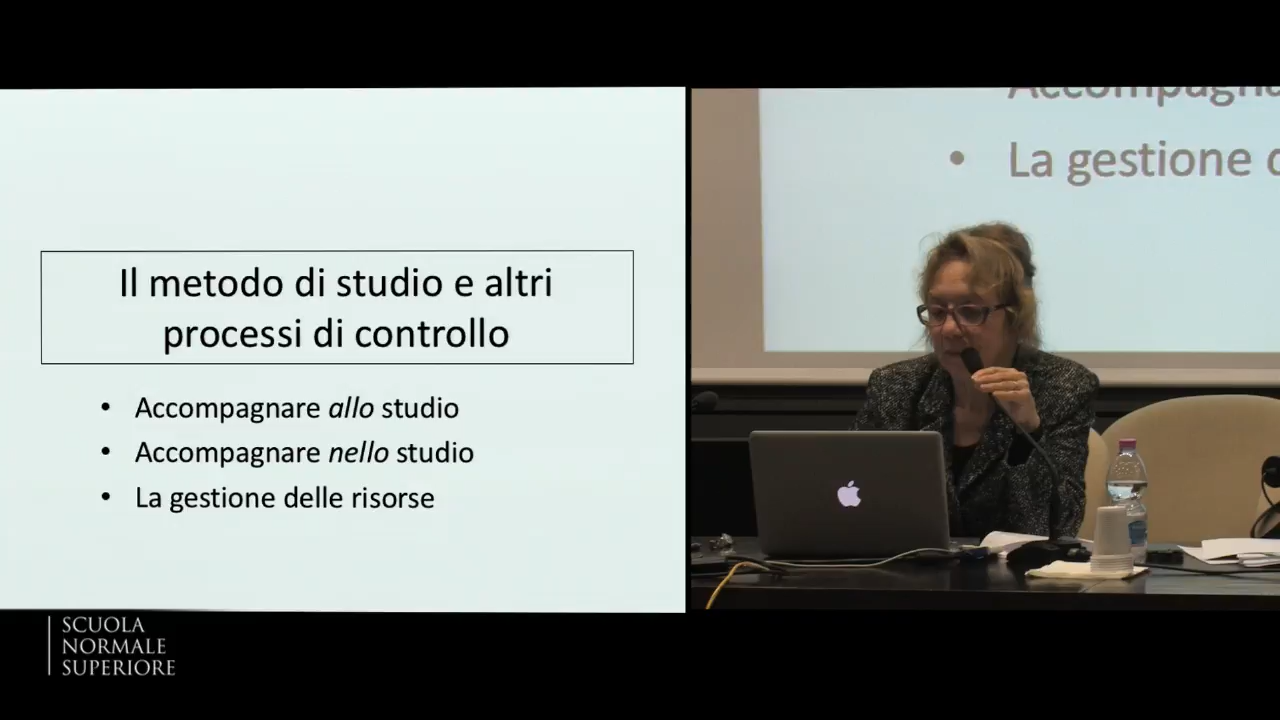 Il metodo di studio e altri
processi di controllo
• Accompagnare allo studio
• Accompagnare nello studio
• La gestione delle risorse
Accompagna
• La gestione d
SCUOLA
NORMALE
SUPERIORE